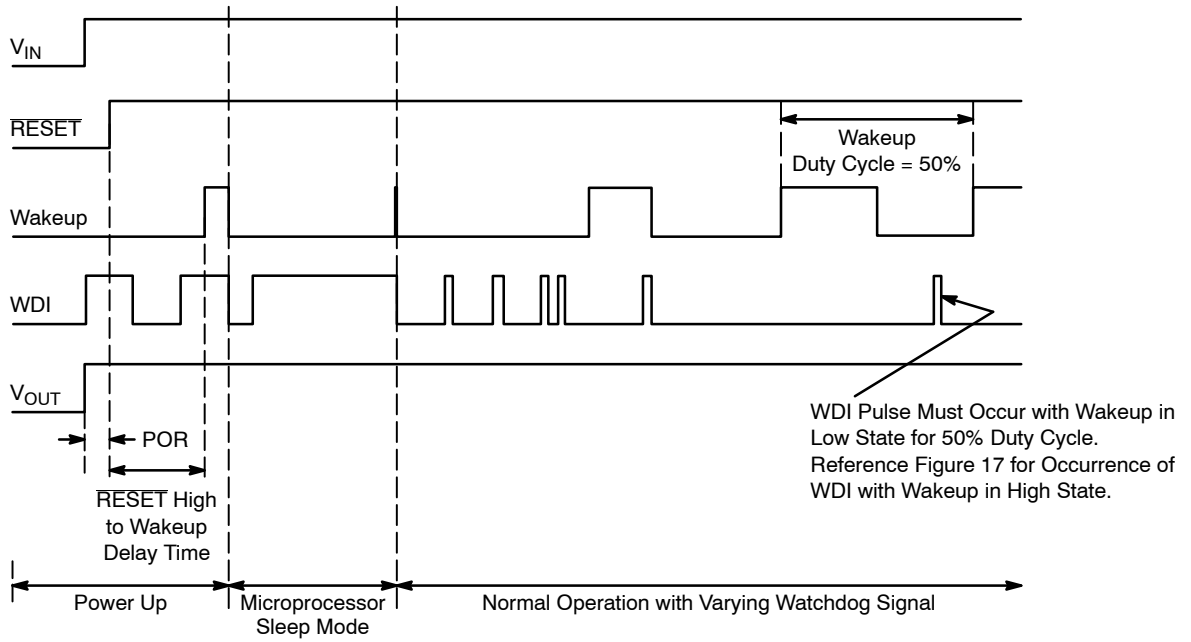 VIN
RESET
Wakeup
Duty Cycle = 50%
Wakeup
WDI
VOUT
POR
RESET High
to Wakeup
Delay Time
WDI Pulse Must Occur with Wakeup in
Low State for 50% Duty Cycle.
Reference Figure 17 for Occurrence of
WDI with Wakeup in High State.
Power Up
Microprocessor
Sleep Mode
Normal Operation with Varying Watchdog Signal